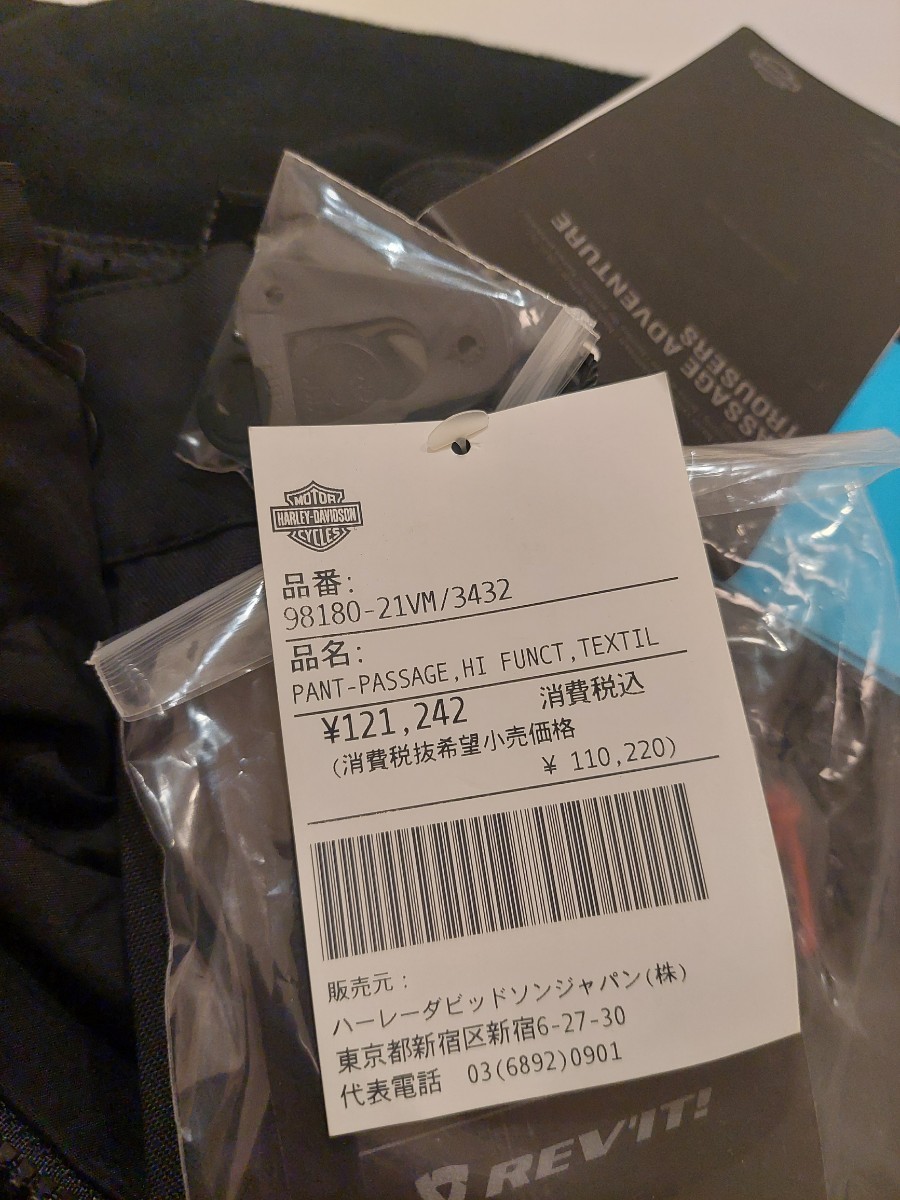 PASSAGE ADVENTURE
TROUSERS
MOTOR
HARLEY-DAVIDSON
CYCLES
品番:
98180-21VM/3432
品名:
PANT-PASSAGE,HI FUNCT,TEXTIL
¥121,242 消費税込
(消費税抜希望小売価格
¥ 110,220)
販売元:
ハーレーダビッドソンジャパン(株)
東京都新宿区新宿6-27-30
代表電話 03(6892)0901
REV'IT!